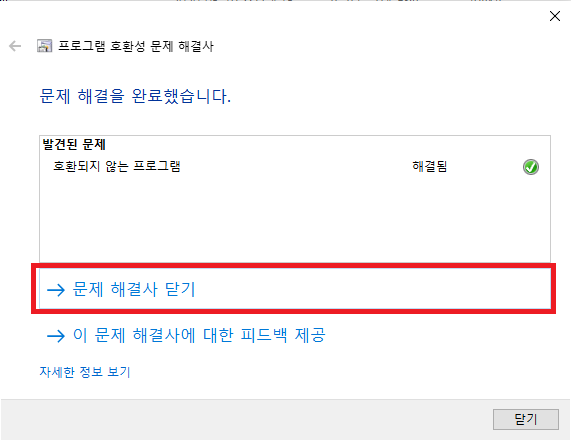 프로그램 호환성 문제 해결사
문제 해결을 완료했습니다.
발견된 문제
호환되지 않는 프로그램 해결됨
문제 해결사 닫기
이 문제 해결사에 대한 피드백 제공
자세한 정보 보기
닫기